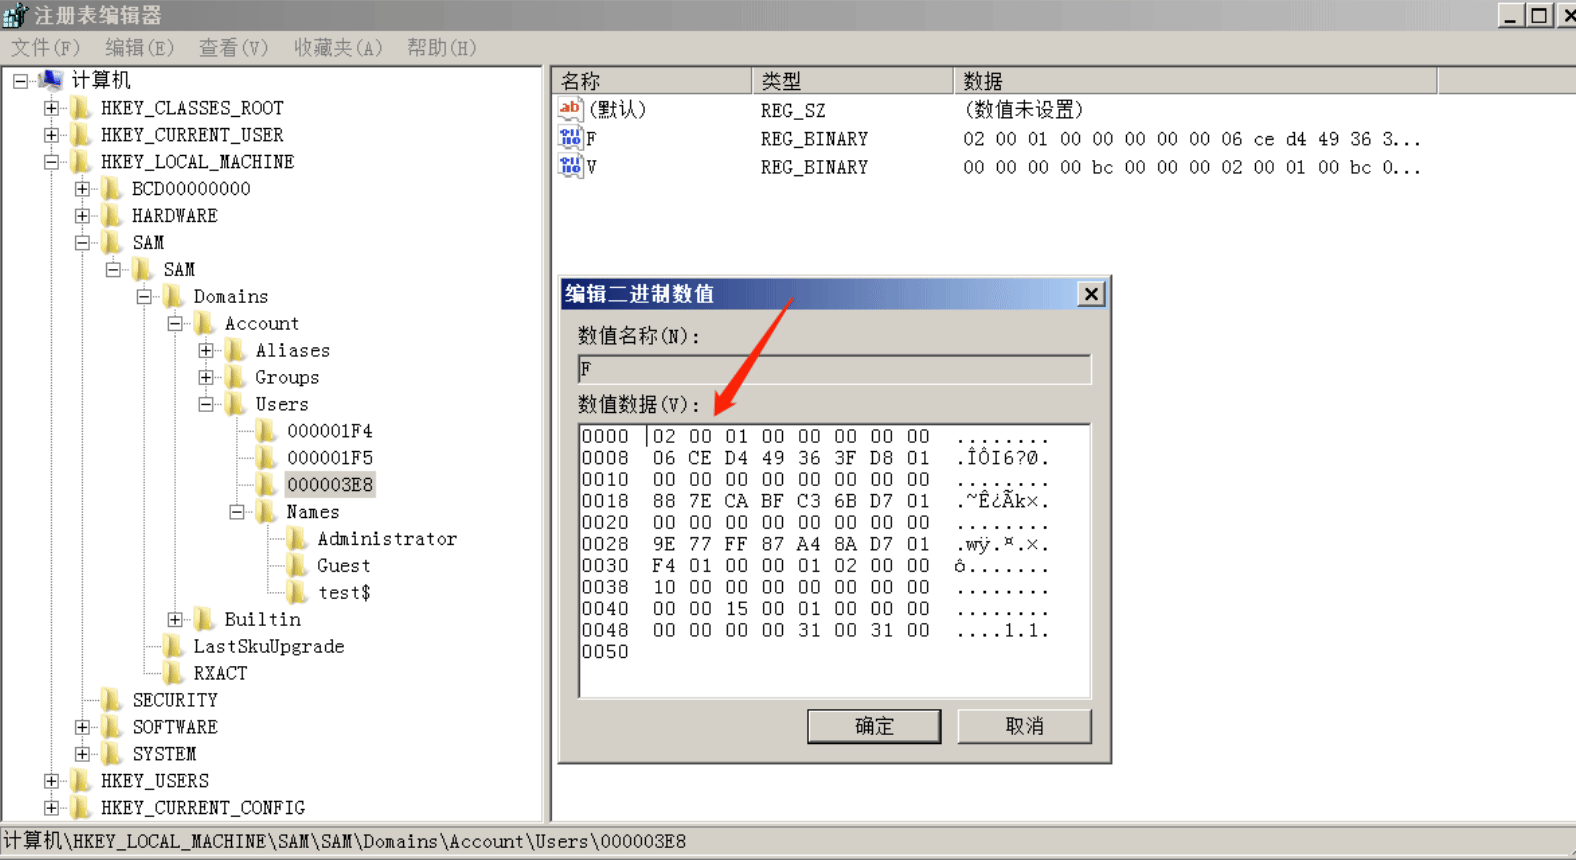 注册表编辑器
文件(F) 编辑(E) 查看(V) 收藏夹(A) 帮助(H)
计算机
HKEY_CLASSES_ROOT
HKEY_CURRENT_USER
HKEY_LOCAL_MACHINE
BCD00000000
HARDWARE
SAM
SAM
Domains
Account
Aliases
Groups
Users
000001F4
000001F5
000003E8
Names
Administrator
Guest
test$
Builtin
LastSkuUpgrade
RXACT
SECURITY
SOFTWARE
SYSTEM
HKEY_USERS
HKEY_CURRENT_CONFIG
名称 类型 数据
(默认) REG_SZ (数值未设置)
F REG_BINARY 02 00 01 00 00 00 00 00 06 ce d4 49 36 3...
V REG_BINARY 00 00 00 00 bc 00 00 00 02 00 01 00 bc 0...
编辑二进制数值
数值名称(N):
F
数值数据(V):
0000 02 00 01 00 00 00 00 00 ........
0008 06 CE D4 49 36 3F D8 01 .ÎÔI6?Ø.
0010 00 00 00 00 00 00 00 00 ........
0018 88 7E CA BF C3 6B D7 01 .~Ê¿Ãk×.
0020 00 00 00 00 00 00 00 00 ........
0028 9E 77 FF 87 A4 8A D7 01 .wÿ.¤.×.
0030 F4 01 00 00 01 02 00 00 ô.......
0038 10 00 00 00 00 00 00 00 ........
0040 00 00 15 00 01 00 00 00 ........
0048 00 00 00 00 31 00 31 00 ....1.1.
0050
确定 取消
计算机\HKEY_LOCAL_MACHINE\SAM\SAM\Domains\Account\Users\000003E8